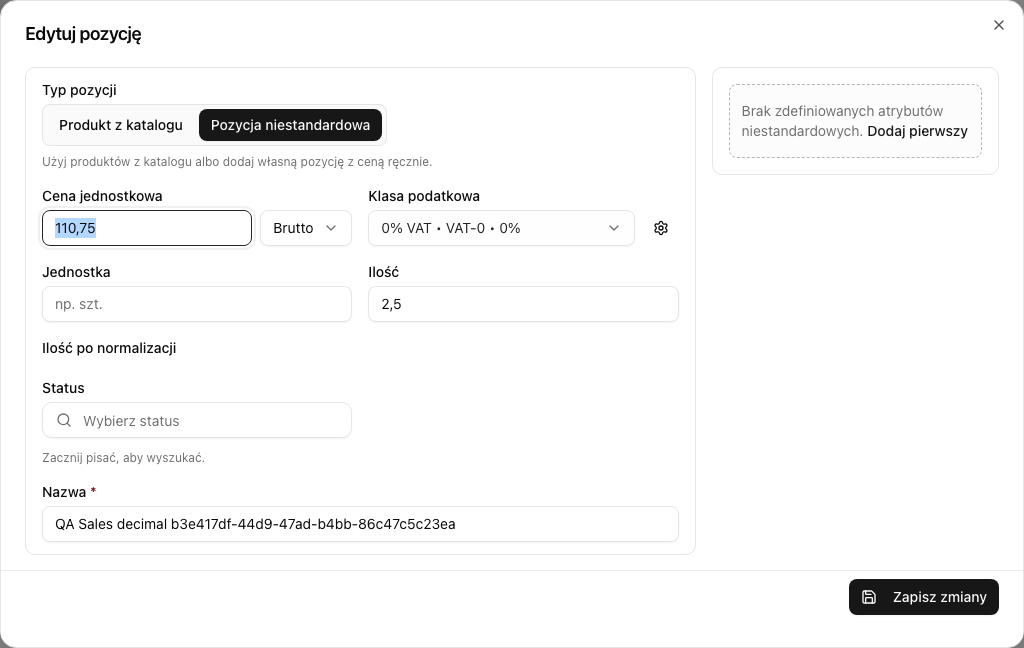 Edytuj pozycję
Typ pozycji
Produkt z katalogu
Pozycja niestandardowa
Użyj produktów z katalogu albo dodaj własną pozycję z ceną ręcznie.
Cena jednostkowa
Klasa podatkowa
110,75
Brutto
0% VAT • VAT-0 • 0%
Jednostka
Ilość
np. szt.
2,5
Ilość po normalizacji
Status
Wybierz status
Zacznij pisać, aby wyszukać.
Nazwa *
QA Sales decimal b3e417df-44d9-47ad-b4bb-86c47c5c23ea
Brak zdefiniowanych atrybutów
niestandardowych. Dodaj pierwszy
Zapisz zmiany